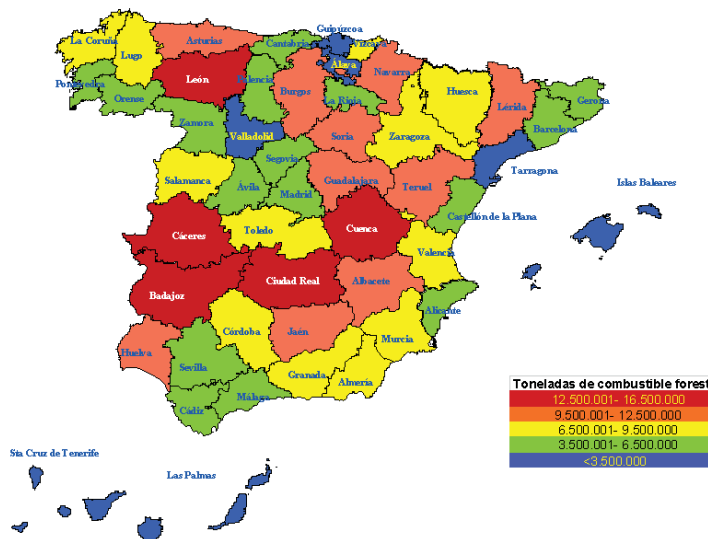 Guipúzcoa
La Coruña
Lugo
Asturias
Cantabria
Vizcaya
Álava
Navarra
Pontevedra
Orense
León
Palencia
Burgos
La Rioja
Huesca
Lérida
Gerona
Barcelona
Zamora
Valladolid
Soria
Zaragoza
Tarragona
Segovia
Salamanca
Ávila
Madrid
Guadalajara
Teruel
Islas Baleares
Castellón de la Plana
Cáceres
Toledo
Cuenca
Valencia
Badajoz
Ciudad Real
Albacete
Alicante
Huelva
Córdoba
Jaén
Murcia
Sevilla
Granada
Almería
Cádiz
Málaga
Sta Cruz de Tenerife
Las Palmas
Toneladas de combustible forest
12.500.001- 16.500.000
9.500.001- 12.500.000
6.500.001- 9.500.000
3.500.001- 6.500.000
<3.500.000